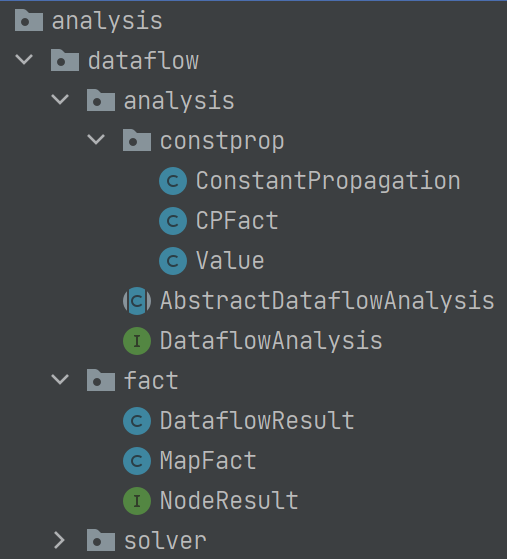 analysis
dataflow
analysis
constprop
C ConstantPropagation
C CPFact
C Value
C AbstractDataflowAnalysis
I DataflowAnalysis
fact
C DataflowResult
C MapFact
I NodeResult
solver